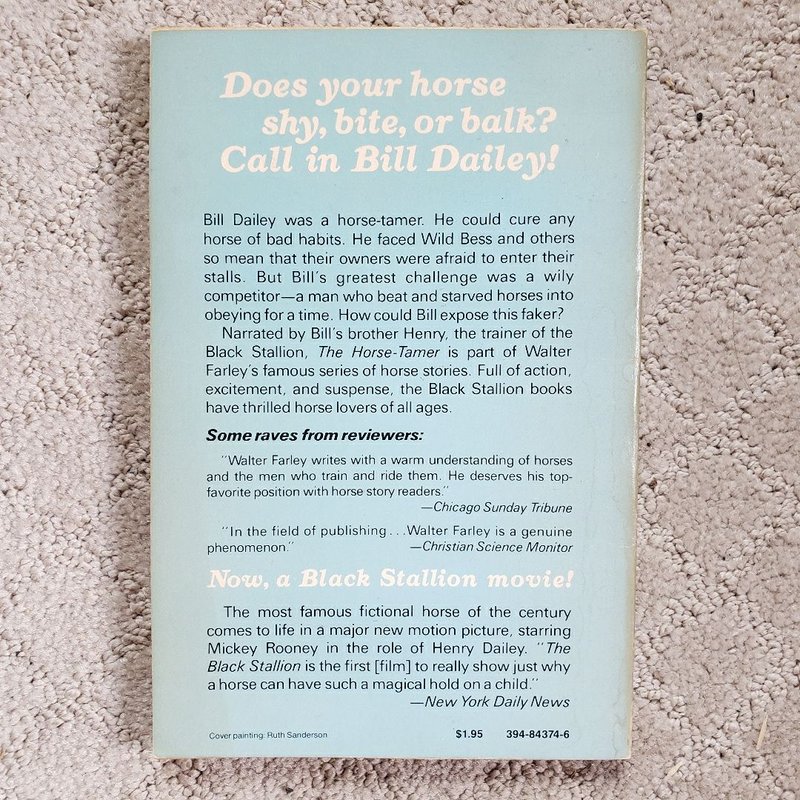 Does your horse
shy, bite, or balk?
Call in Bill Dailey!
Bill Dailey was a horse-tamer. He could cure any
horse of bad habits. He faced Wild Bess and others
so mean that their owners were afraid to enter their
stalls. But Bill's greatest challenge was a wily
competitor—a man who beat and starved horses into
obeying for a time. How could Bill expose this faker?
Narrated by Bill's brother Henry, the trainer of the
Black Stallion, The Horse-Tamer is part of Walter
Farley's famous series of horse stories. Full of action,
excitement, and suspense, the Black Stallion books
have thrilled horse lovers of all ages.
Some raves from reviewers:
"Walter Farley writes with a warm understanding of horses
and the men who train and ride them. He deserves his top-
favorite position with horse story readers."
—Chicago Sunday Tribune
"In the field of publishing...Walter Farley is a genuine
phenomenon." —Christian Science Monitor
Now, a Black Stallion movie!
The most famous fictional horse of the century
comes to life in a major new motion picture, starring
Mickey Rooney in the role of Henry Dailey. "The
Black Stallion is the first [film] to really show just why
a horse can have such a magical hold on a child."
—New York Daily News
Cover painting: Ruth Sanderson $1.95 394-84374-6